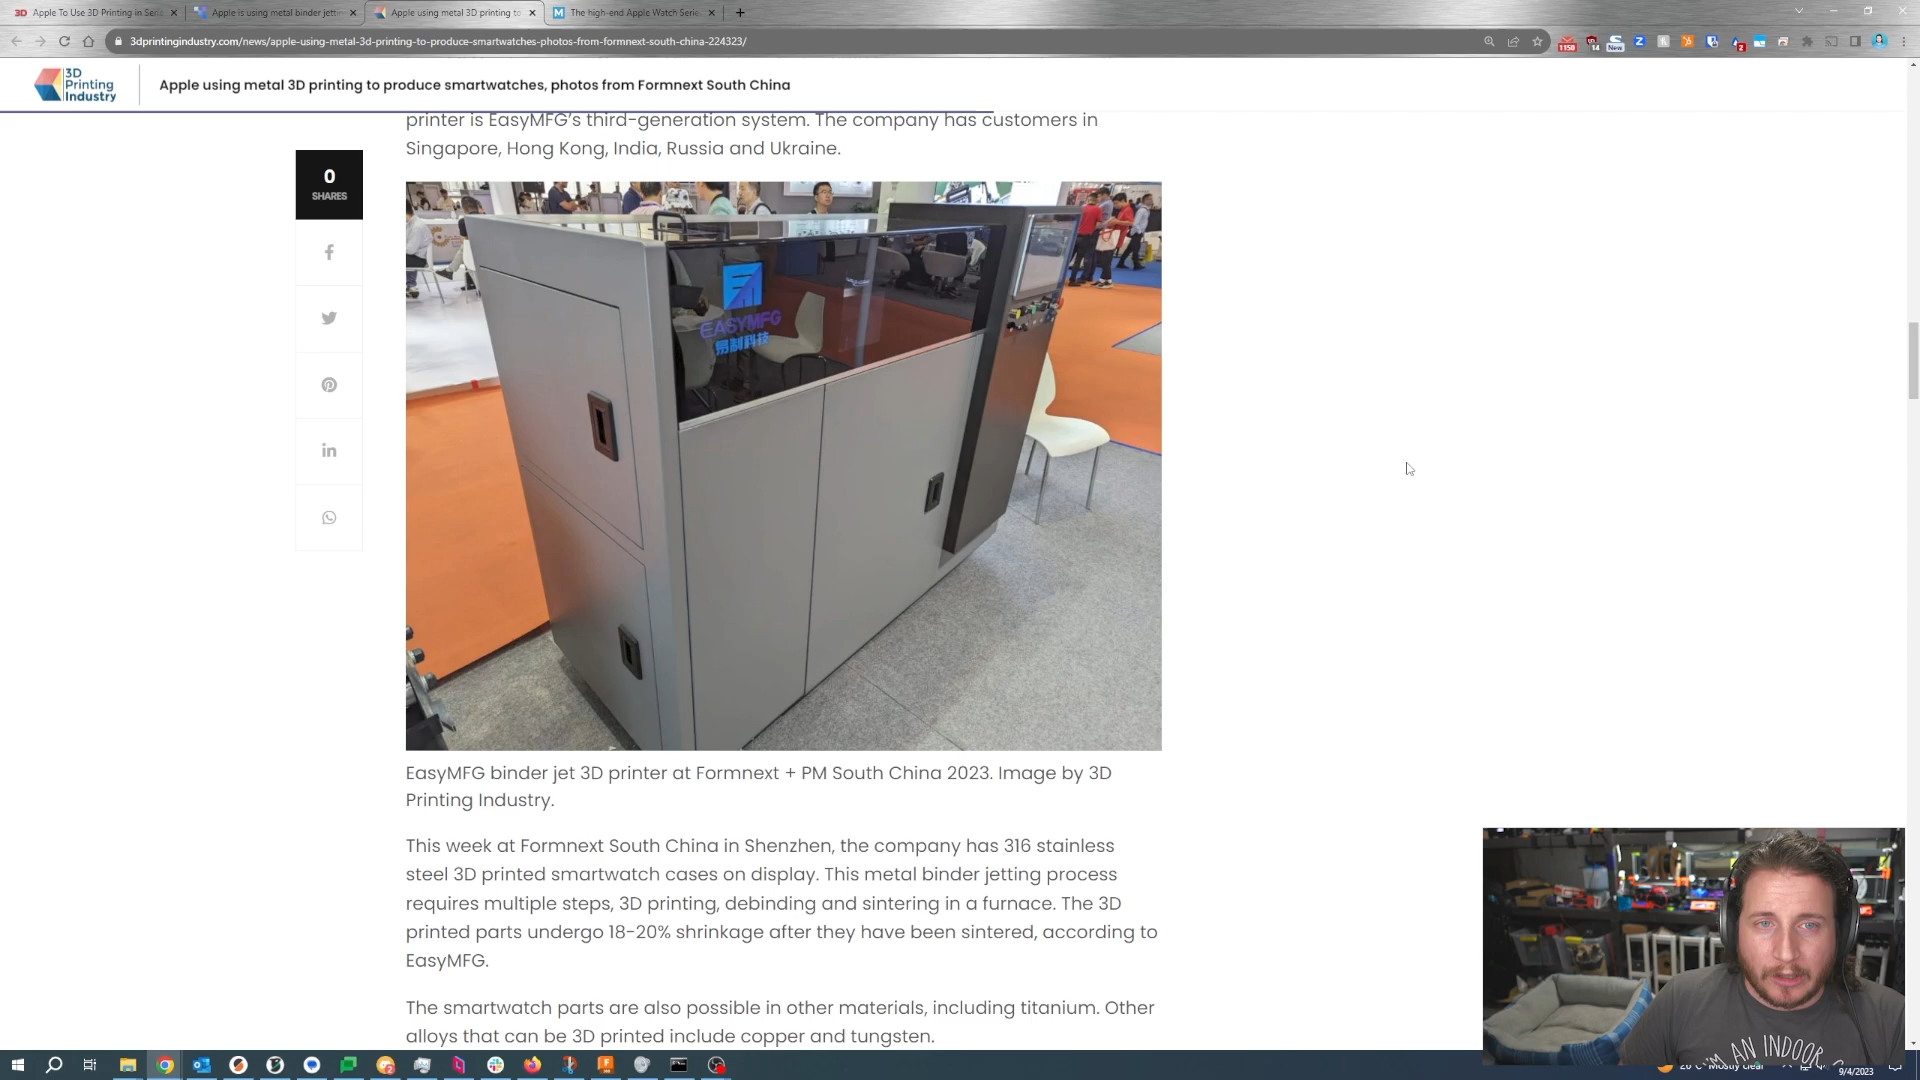 3D Apple To Use 3D Printing in Seri
Apple is using metal binder jetti
Apple using metal 3D printing to
M The high-end Apple Watch Serie
3dprintingindustry.com/news/apple-using-metal-3d-printing-to-produce-smartwatches-photos-from-formnext-south-china-224323/
1150
14
New
2
3D
Printing
Industry
Apple using metal 3D printing to produce smartwatches, photos from Formnext South China
printer is EasyMFG’s third-generation system. The company has customers in
Singapore, Hong Kong, India, Russia and Ukraine.
0
SHARES
EASYMFG
易制科技
EasyMFG binder jet 3D printer at Formnext + PM South China 2023. Image by 3D
Printing Industry.
This week at Formnext South China in Shenzhen, the company has 316 stainless
steel 3D printed smartwatch cases on display. This metal binder jetting process
requires multiple steps, 3D printing, debinding and sintering in a furnace. The 3D
printed parts undergo 18-20% shrinkage after they have been sintered, according to
EasyMFG.
The smartwatch parts are also possible in other materials, including titanium. Other
alloys that can be 3D printed include copper and tungsten.
I'M AN INDOOR
Mostly clear
9/4/2023